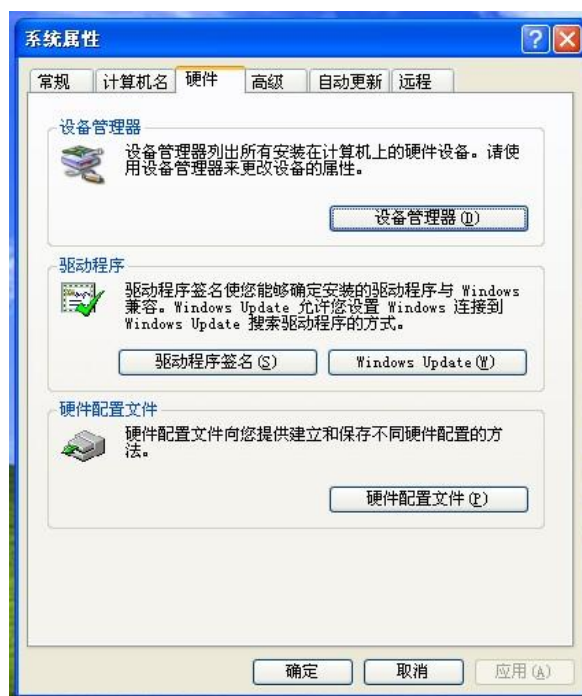 系统属性
常规 计算机名 硬件 高级 自动更新 远程
设备管理器
设备管理器列出所有安装在计算机上的硬件设备。请使
用设备管理器来更改设备的属性。
设备管理器(D)
驱动程序
驱动程序签名使您能够确定安装的驱动程序与 Windows
兼容。Windows Update 允许您设置 Windows 连接到
Windows Update 搜索驱动程序的方式。
驱动程序签名(S) Windows Update(W)
硬件配置文件
硬件配置文件向您提供建立和保存不同硬件配置的方
法。
硬件配置文件(P)
确定 取消 应用(A)